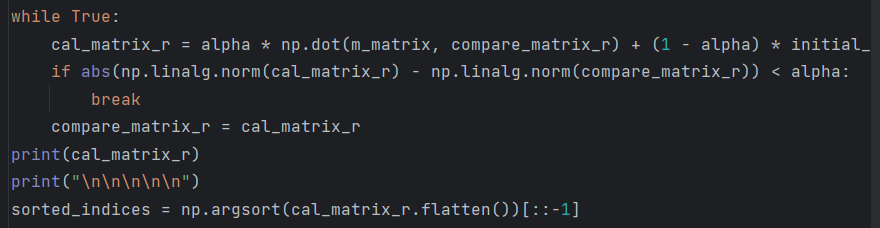 while True:
    cal_matrix_r = alpha * np.dot(m_matrix, compare_matrix_r) + (1 - alpha) * initial_
    if abs(np.linalg.norm(cal_matrix_r) - np.linalg.norm(compare_matrix_r)) < alpha:
        break
    compare_matrix_r = cal_matrix_r
print(cal_matrix_r)
print("\n\n\n\n\n")
sorted_indices = np.argsort(cal_matrix_r.flatten())[::-1]